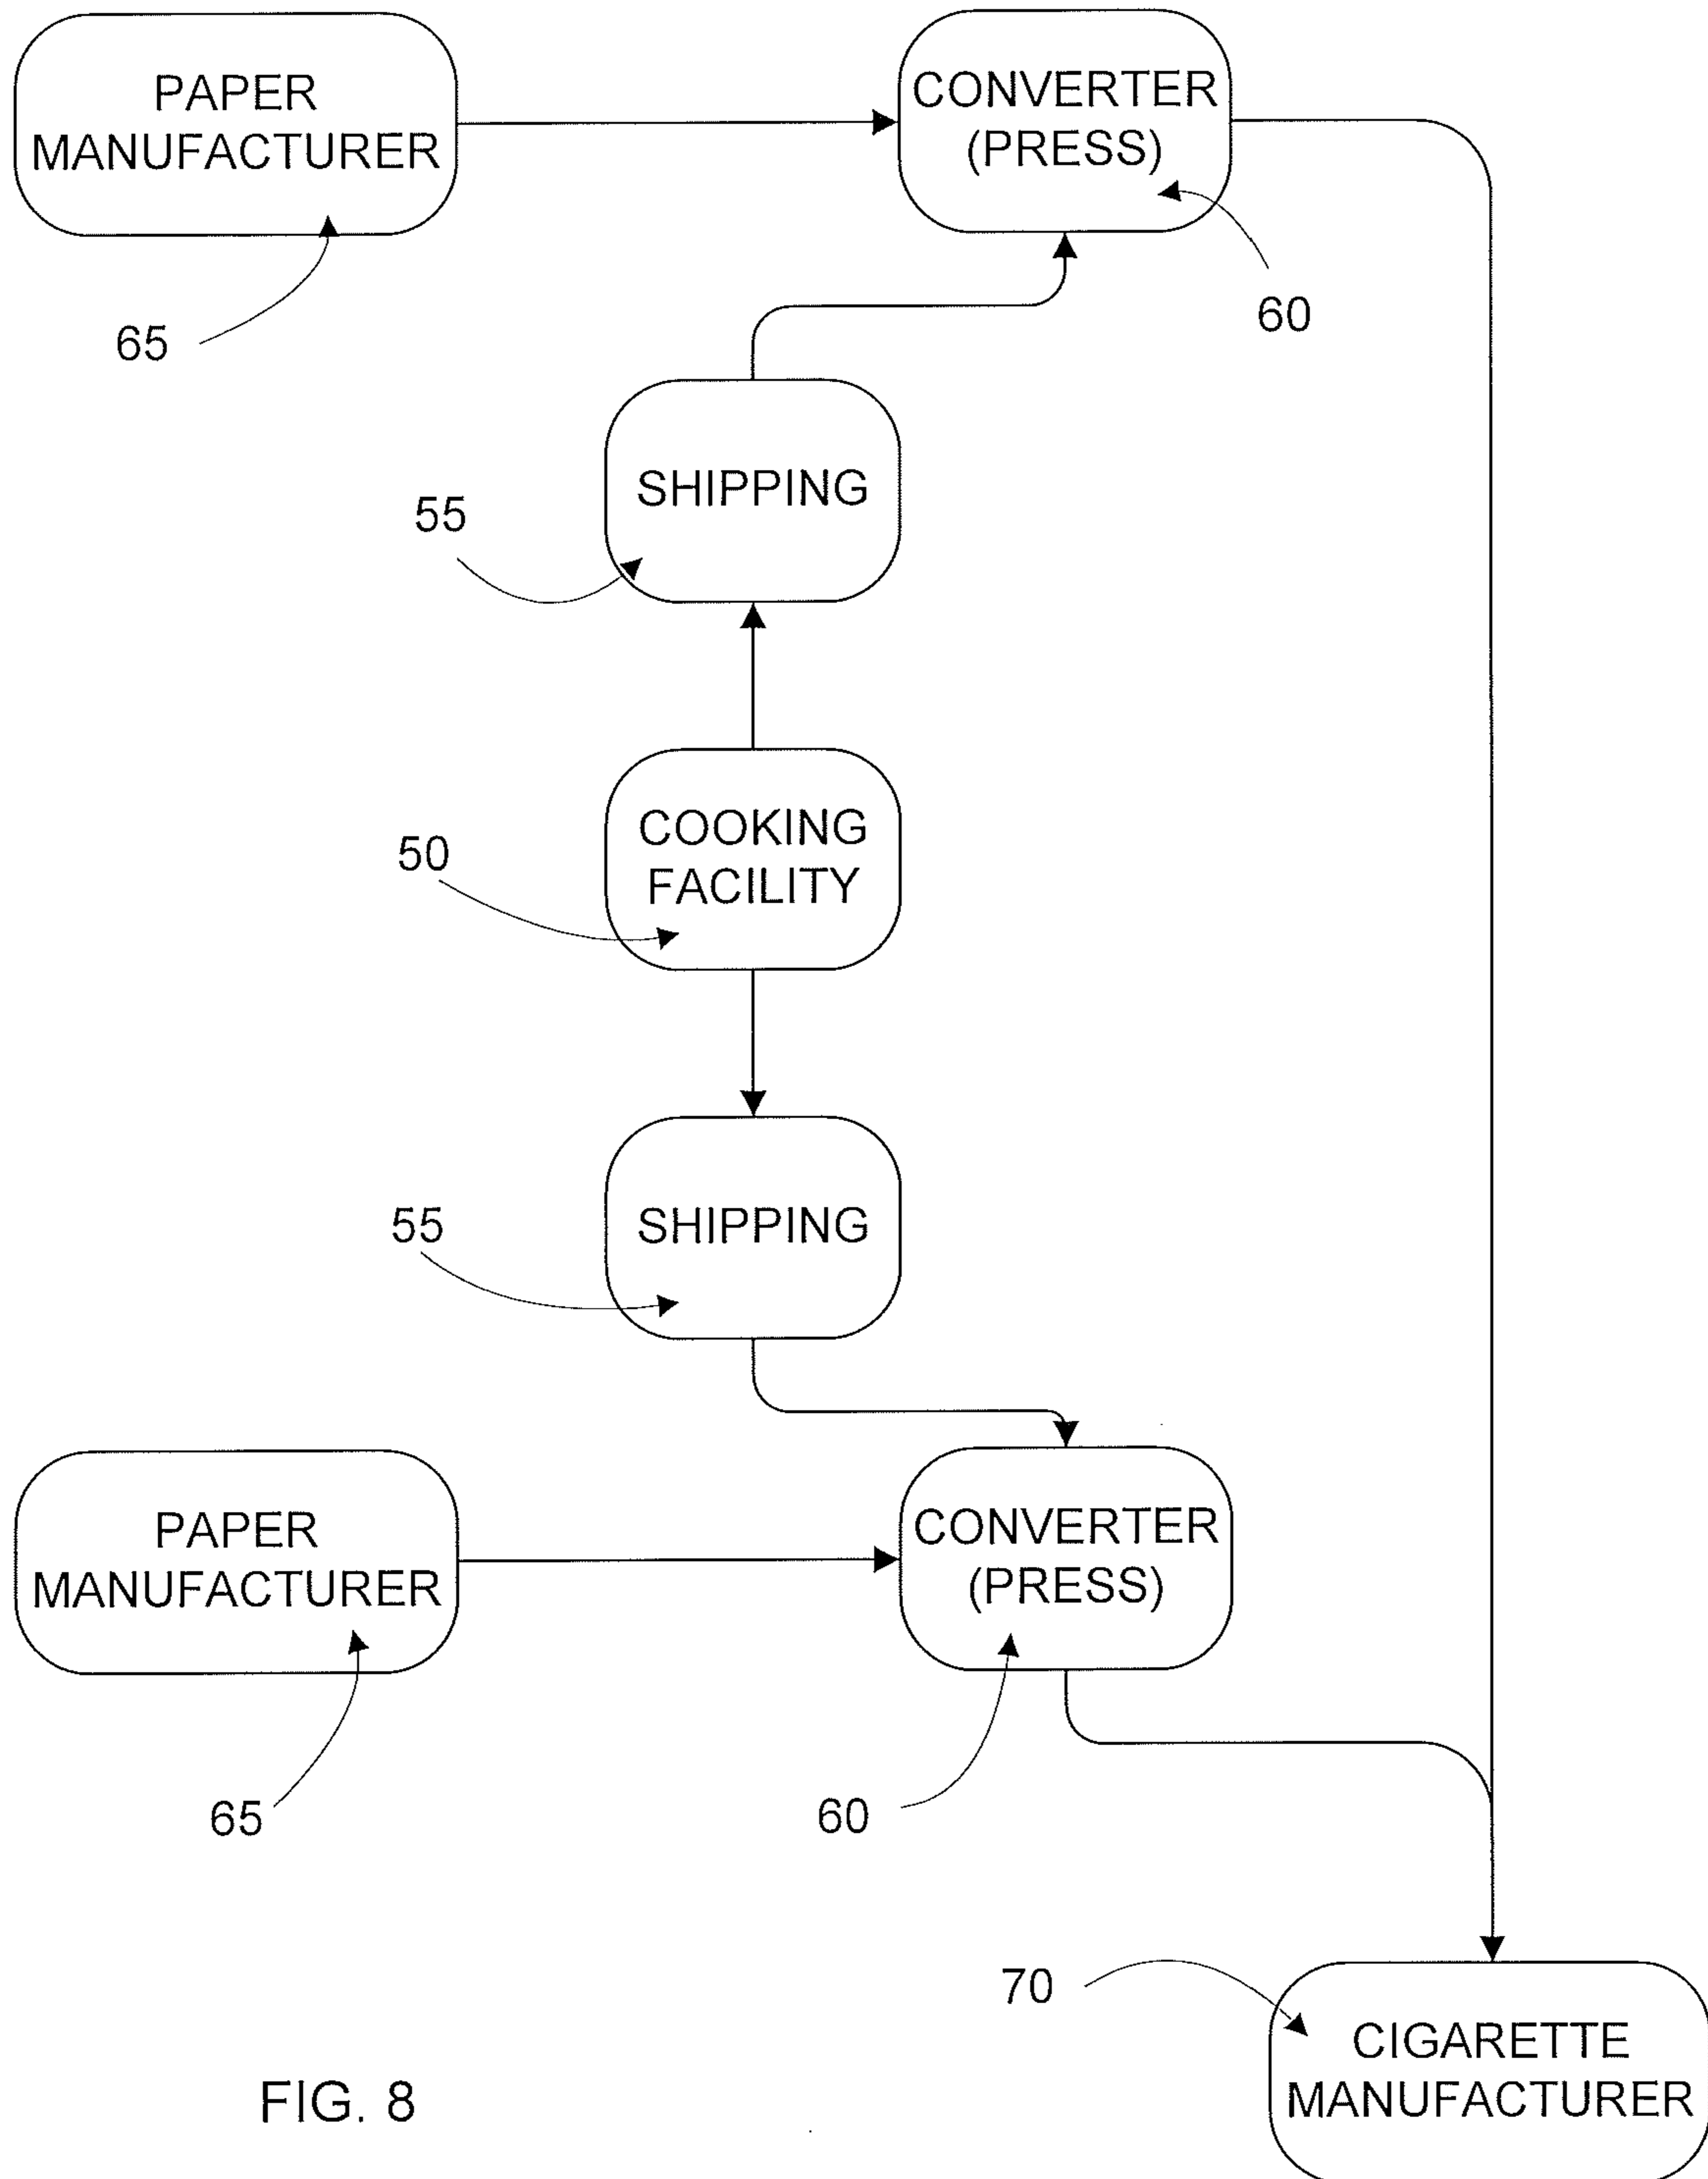 PAPER
MANUFACTURER
CONVERTER
(PRESS)
65
60
SHIPPING
55
COOKING
FACILITY
50
SHIPPING
55
PAPER
MANUFACTURER
CONVERTER
(PRESS)
65
60
70
CIGARETTE
MANUFACTURER
FIG. 8